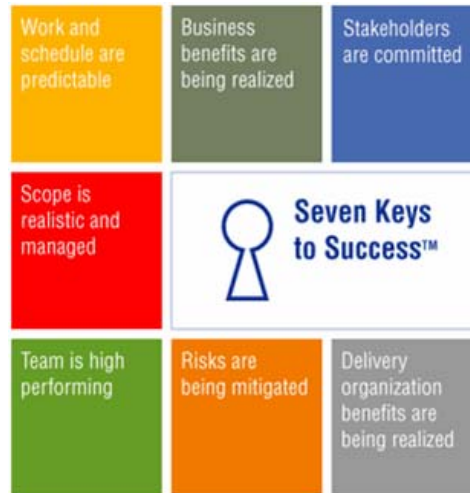 Work and
schedule are
predictable
Business
benefits are
being realized
Stakeholders
are committed
Scope is
realistic and
managed
Seven Keys
to Success™
Team is high
performing
Risks are
being mitigated
Delivery
organization
benefits are
being realized